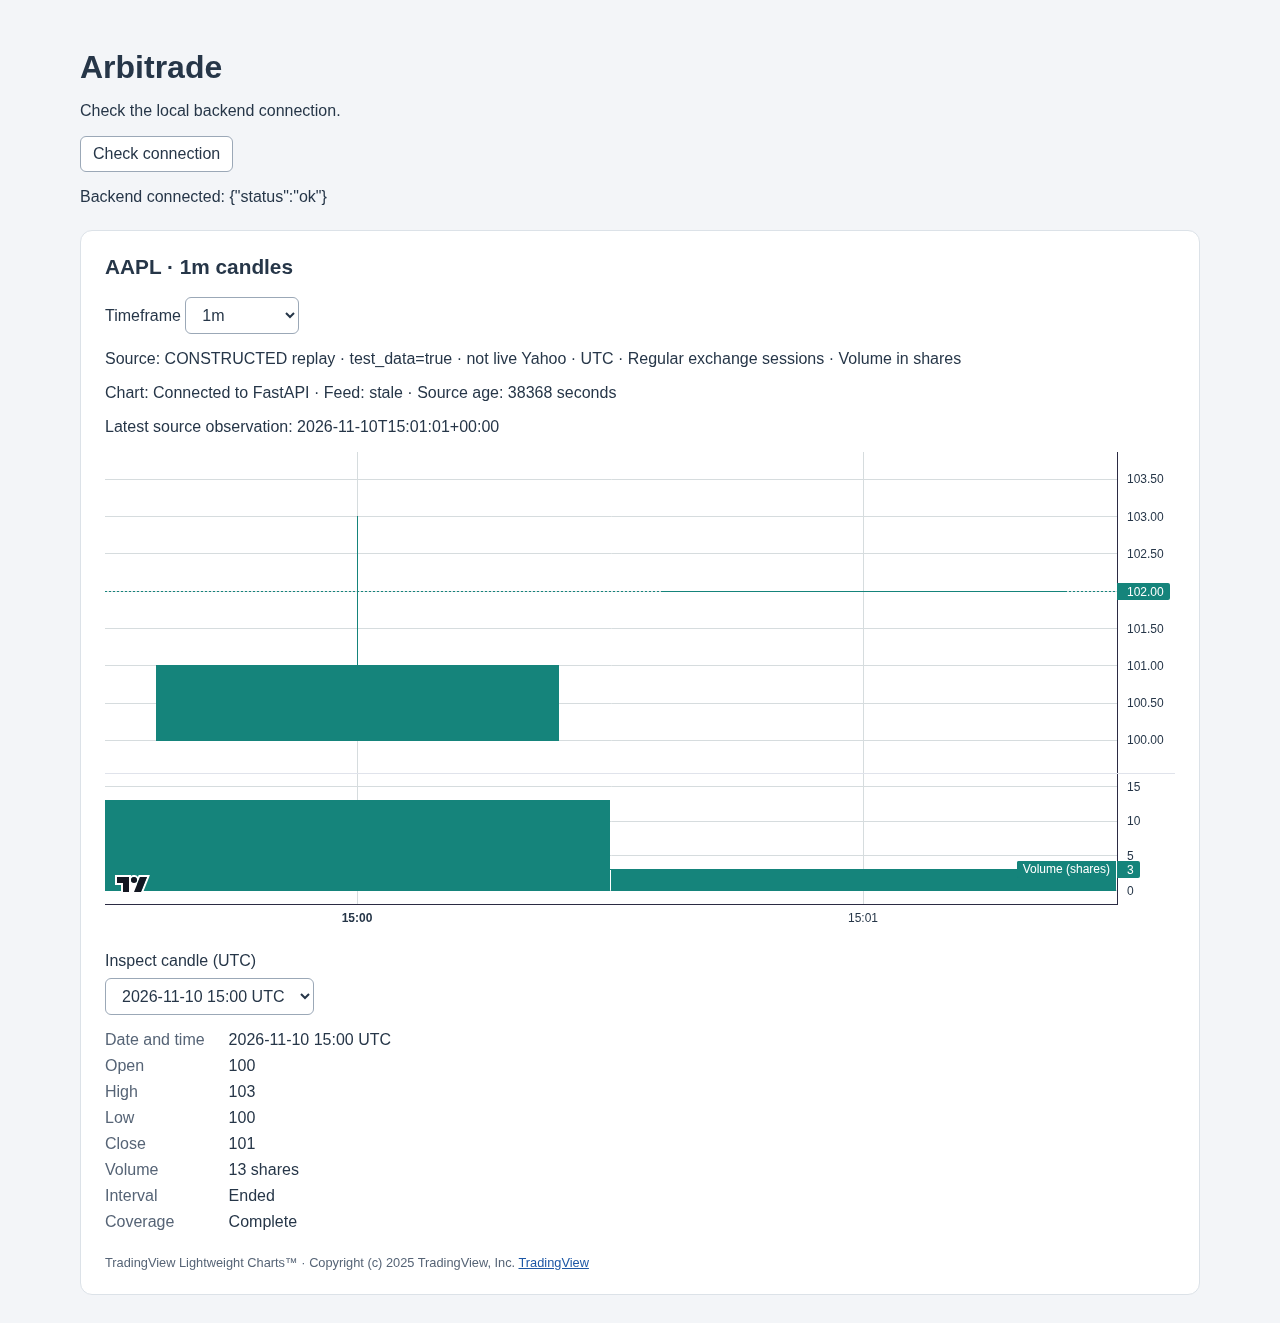 Arbitrade
Check the local backend connection.
Check connection
Backend connected: {"status":"ok"}
AAPL · 1m candles
Timeframe 1m
Source: CONSTRUCTED replay · test_data=true · not live Yahoo · UTC · Regular exchange sessions · Volume in shares
Chart: Connected to FastAPI · Feed: stale · Source age: 38368 seconds
Latest source observation: 2026-11-10T15:01:01+00:00
103.50
103.00
102.50
102.00
101.50
101.00
100.50
100.00
15
10
5
Volume (shares) 3
0
15:00 15:01
Inspect candle (UTC)
2026-11-10 15:00 UTC
Date and time 2026-11-10 15:00 UTC
Open 100
High 103
Low 100
Close 101
Volume 13 shares
Interval Ended
Coverage Complete
TradingView Lightweight Charts™ · Copyright (c) 2025 TradingView, Inc. TradingView